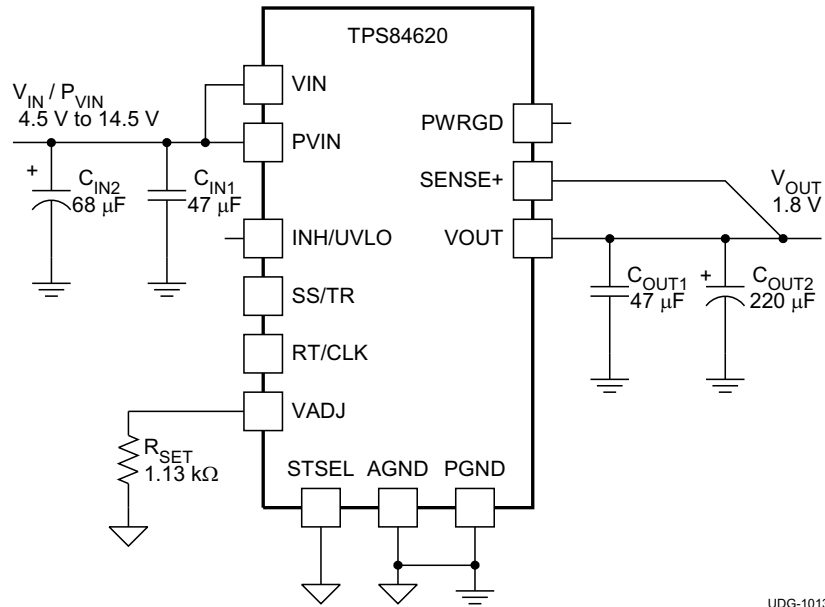 TPS84620
VIN
V_IN / P_VIN
4.5 V to 14.5 V
PVIN
PWRGD
SENSE+
+
C_IN2
68 μF
C_IN1
47 μF
V_OUT
1.8 V
INH/UVLO
VOUT
SS/TR
C_OUT1
47 μF
+
C_OUT2
220 μF
RT/CLK
VADJ
R_SET
1.13 kΩ
STSEL
AGND
PGND